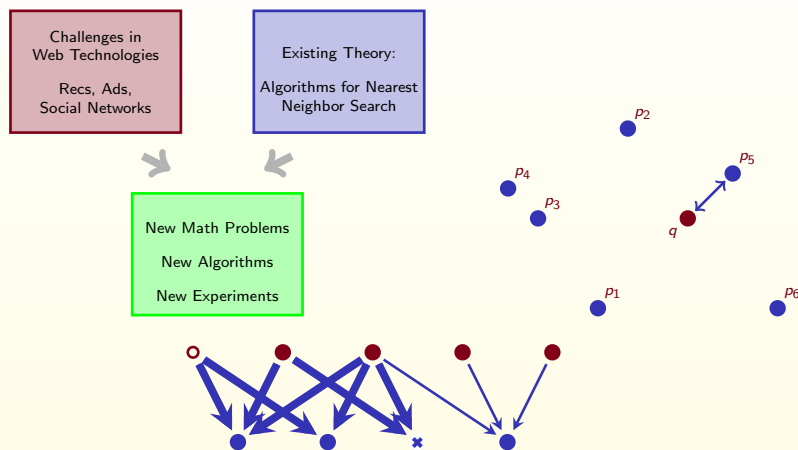 Challenges in
Web Technologies
Recs, Ads,
Social Networks
Existing Theory:
Algorithms for Nearest
Neighbor Search
New Math Problems
New Algorithms
New Experiments
p2
p5
p4
p3
q
p1
p6